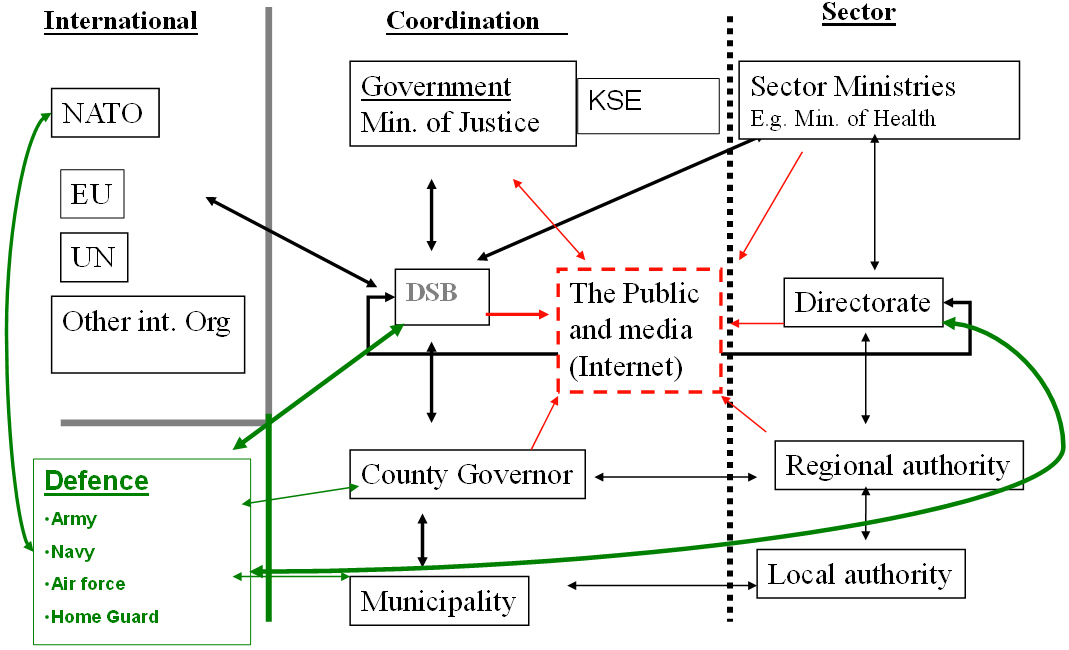 International
NATO
EU
UN
Other int. Org
Defence
·Army
·Navy
·Air force
·Home Guard
Coordination
Government
Min. of Justice
KSE
DSB
The Public
and media
(Internet)
County Governor
Municipality
Sector
Sector Ministries
E.g. Min. of Health
Directorate
Regional authority
Local authority